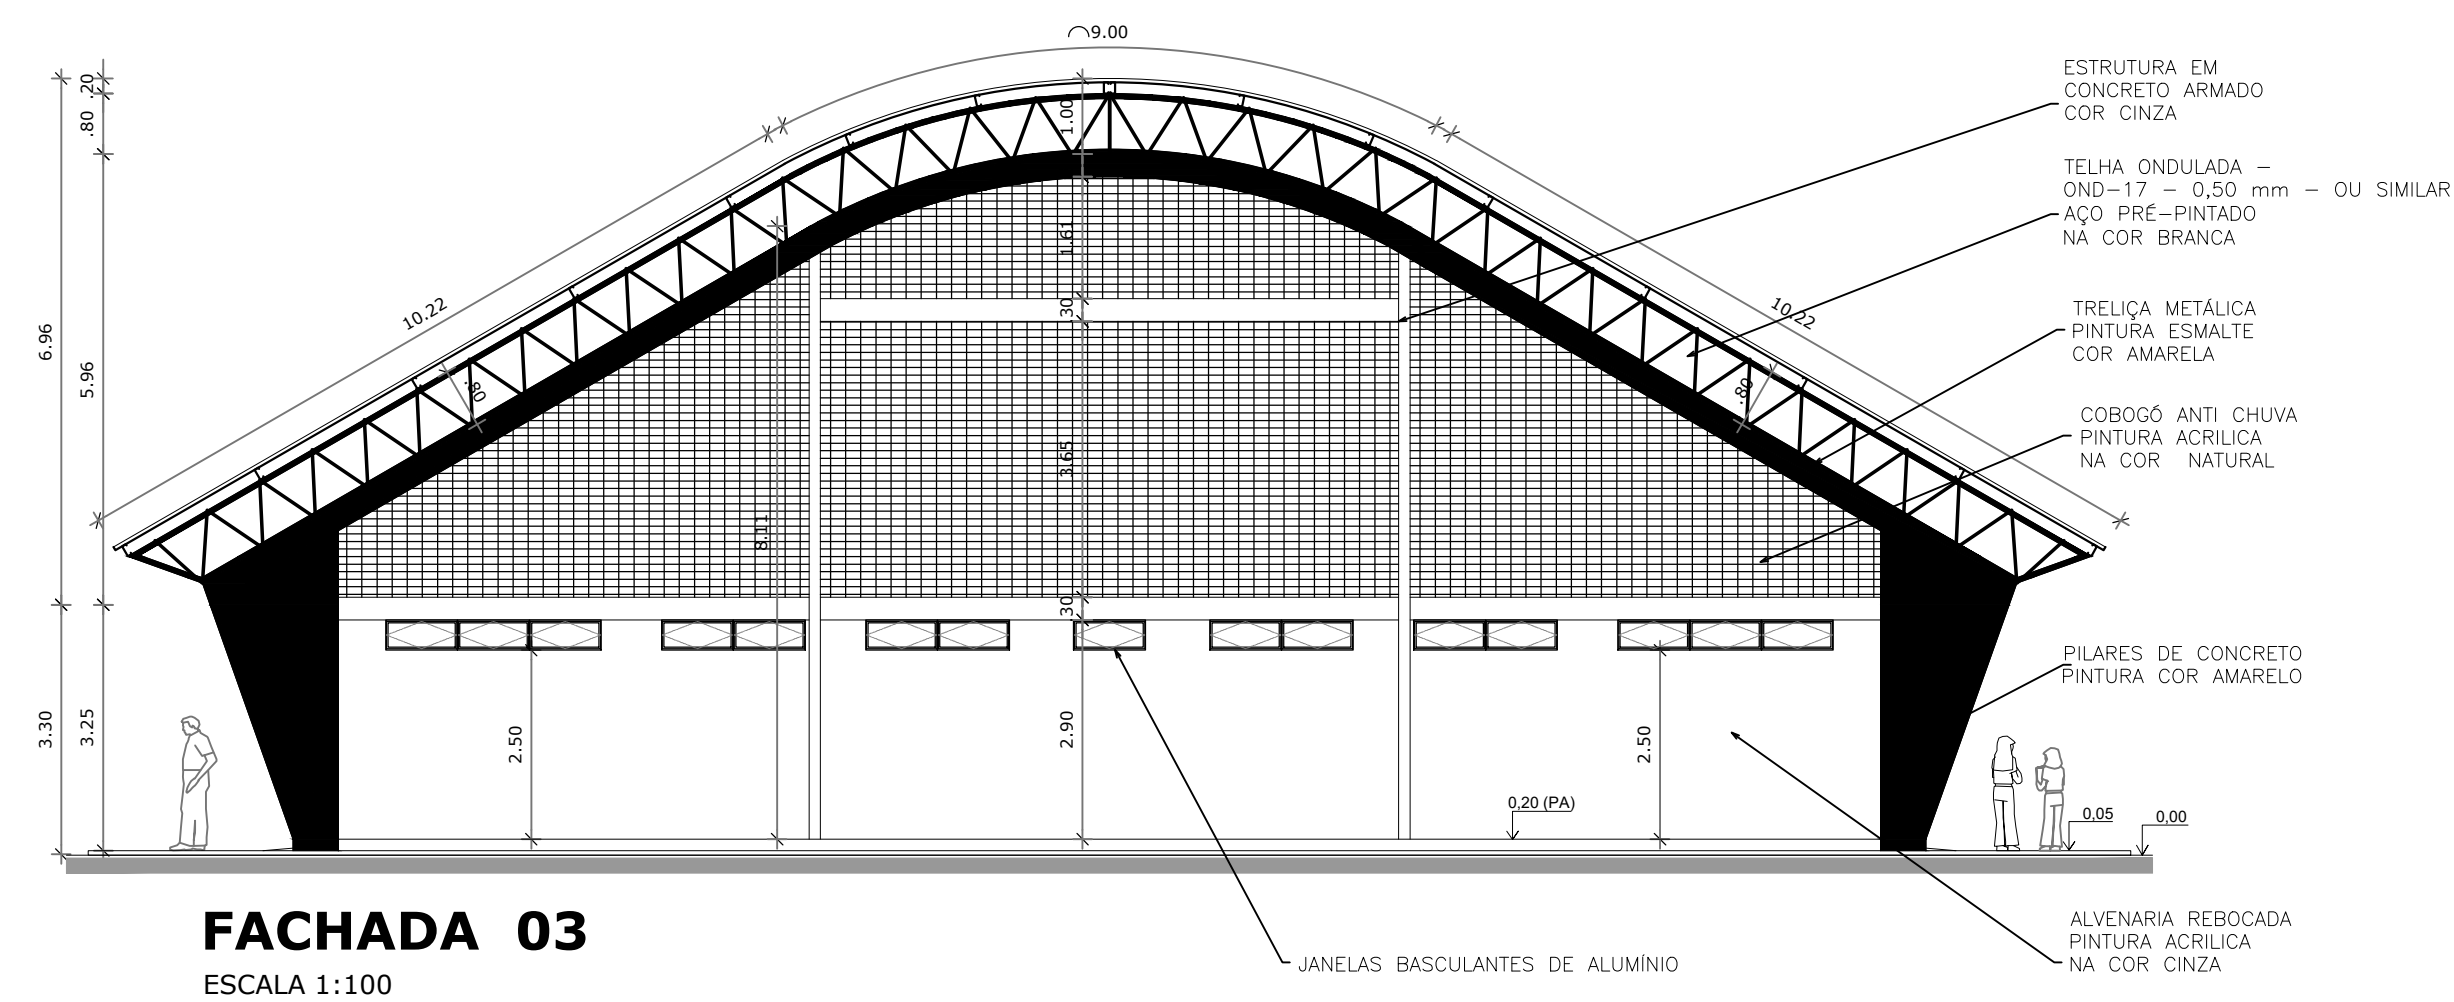 ⌒9.00
ESTRUTURA EM
CONCRETO ARMADO
COR CINZA
TELHA ONDULADA –
OND–17 – 0,50 mm – OU SIMILAR
AÇO PRÉ–PINTADO
NA COR BRANCA
TRELIÇA METÁLICA
PINTURA ESMALTE
COR AMARELA
COBOGÓ ANTI CHUVA
PINTURA ACRILICA
NA COR NATURAL
PILARES DE CONCRETO
PINTURA COR AMARELO
ALVENARIA REBOCADA
PINTURA ACRILICA
NA COR CINZA
JANELAS BASCULANTES DE ALUMÍNIO
.20
.80
6.96
5.96
3.30
3.25
10.22
10.22
.80
.80
1.00
1.61
.30
3.65
.30
8.11
2.50
2.90
2.50
0,20 (PA)
0,05
0,00
FACHADA 03
ESCALA 1:100